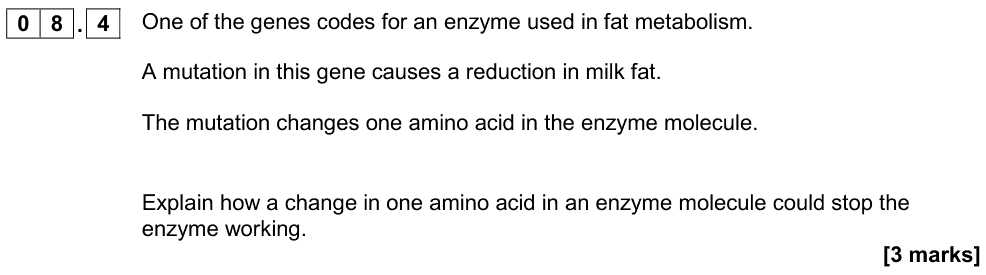 08.4 One of the genes codes for an enzyme used in fat metabolism.
A mutation in this gene causes a reduction in milk fat.
The mutation changes one amino acid in the enzyme molecule.
Explain how a change in one amino acid in an enzyme molecule could stop the
enzyme working.
[3 marks]